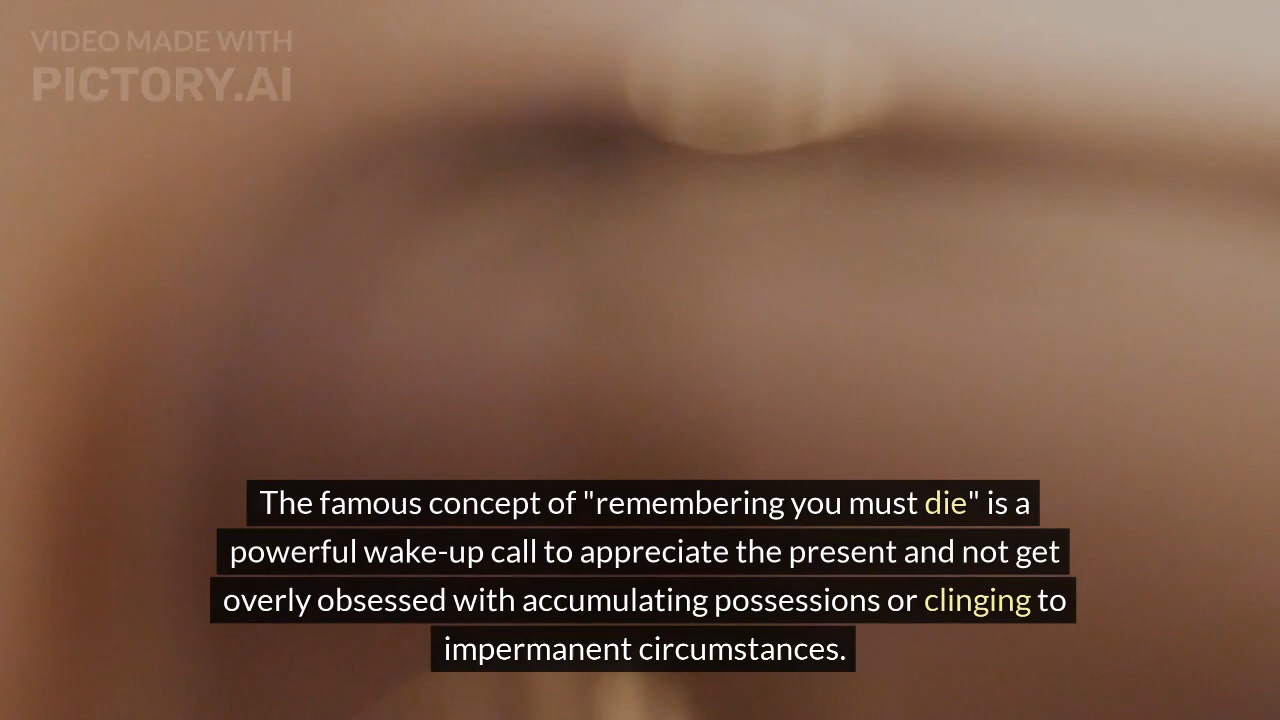 VIDEO MADE WITH
PICTORY.AI
The famous concept of "remembering you must die" is a
powerful wake-up call to appreciate the present and not get
overly obsessed with accumulating possessions or clinging to
impermanent circumstances.